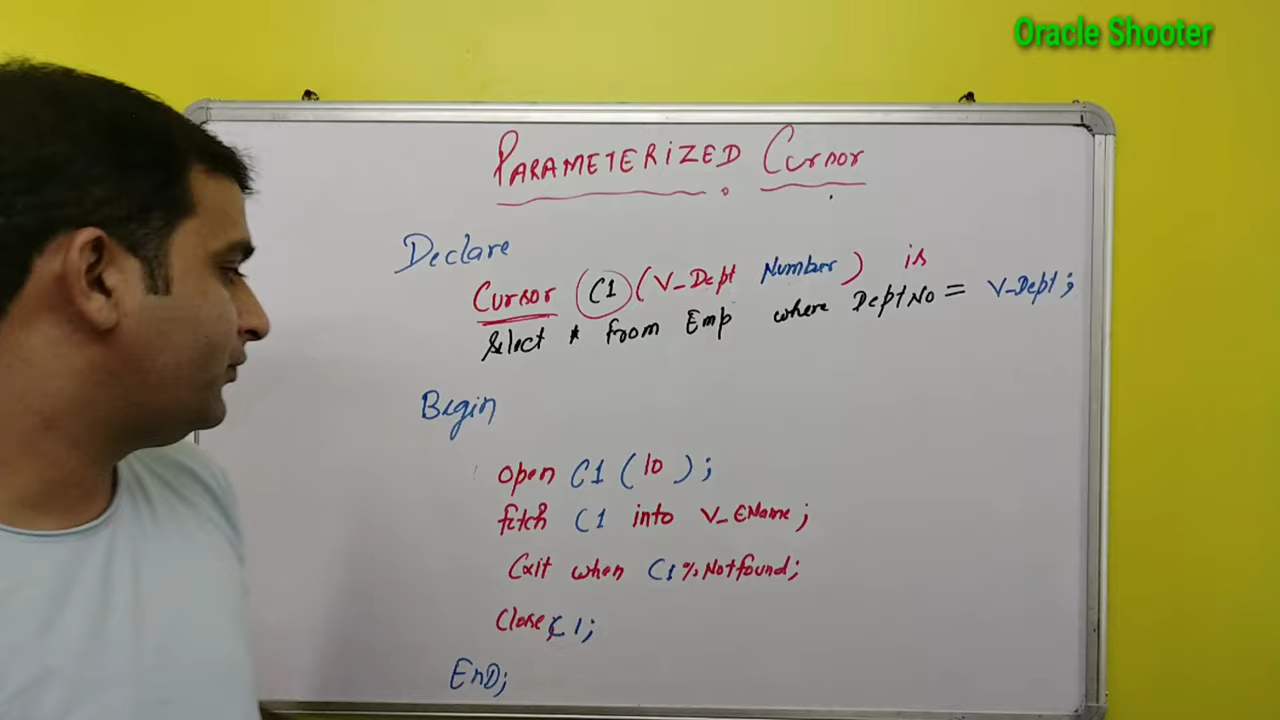 Oracle Shooter
PARAMETERIZED Cursor
Declare
Cursor C1 (V_Dept Number) is
Select * from Emp where DeptNo = V_Dept;
Begin
open C1 (10);
fetch C1 into V_EName;
Exit when C1%Notfound;
Close C1;
EnD;